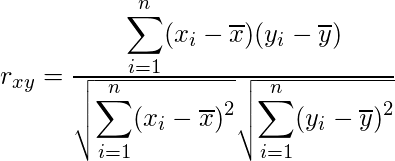 r_{xy} = \frac{\sum_{i=1}^{n}(x_i - \overline{x})(y_i - \overline{y})}{\sqrt{\sum_{i=1}^{n}(x_i - \overline{x})^2}\sqrt{\sum_{i=1}^{n}(y_i - \overline{y})^2}}